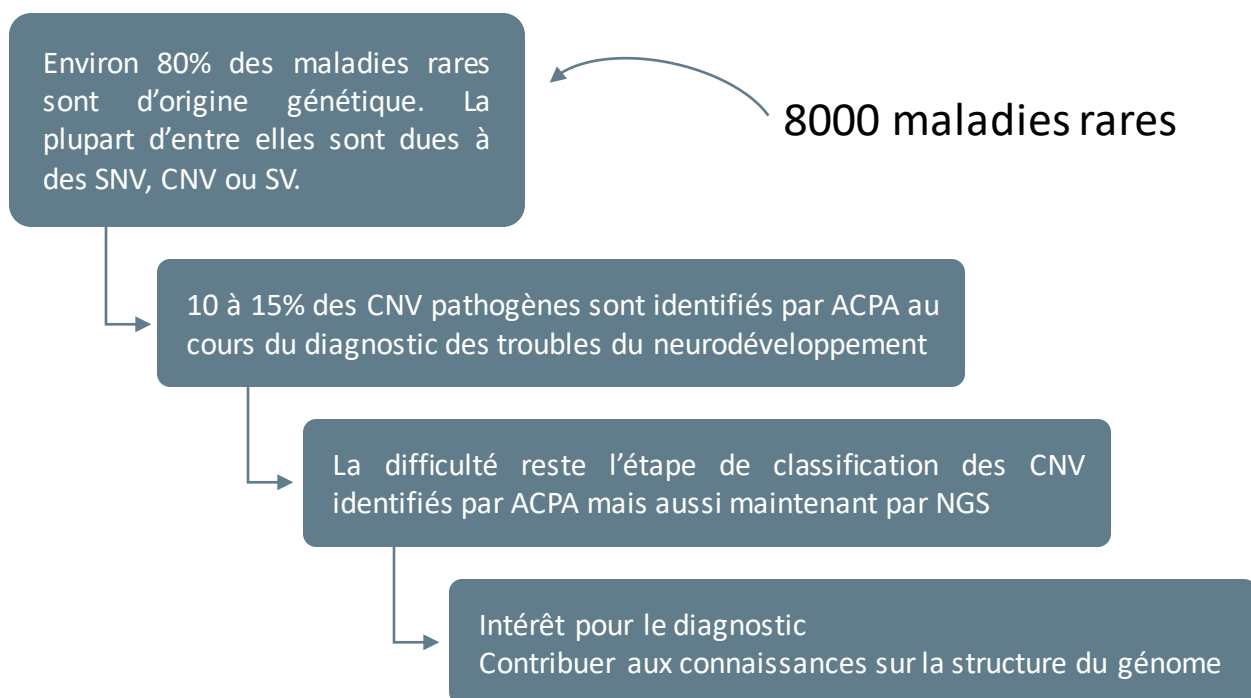 Environ 80% des maladies rares
sont d'origine génétique. La
plupart d'entre elles sont dues à
des SNV, CNV ou SV.
8000 maladies rares
10 à 15% des CNV pathogènes sont identifiés par ACPA au
cours du diagnostic des troubles du neurodéveloppement
La difficulté reste l'étape de classification des CNV
identifiés par ACPA mais aussi maintenant par NGS
Intérêt pour le diagnostic
Contribuer aux connaissances sur la structure du génome